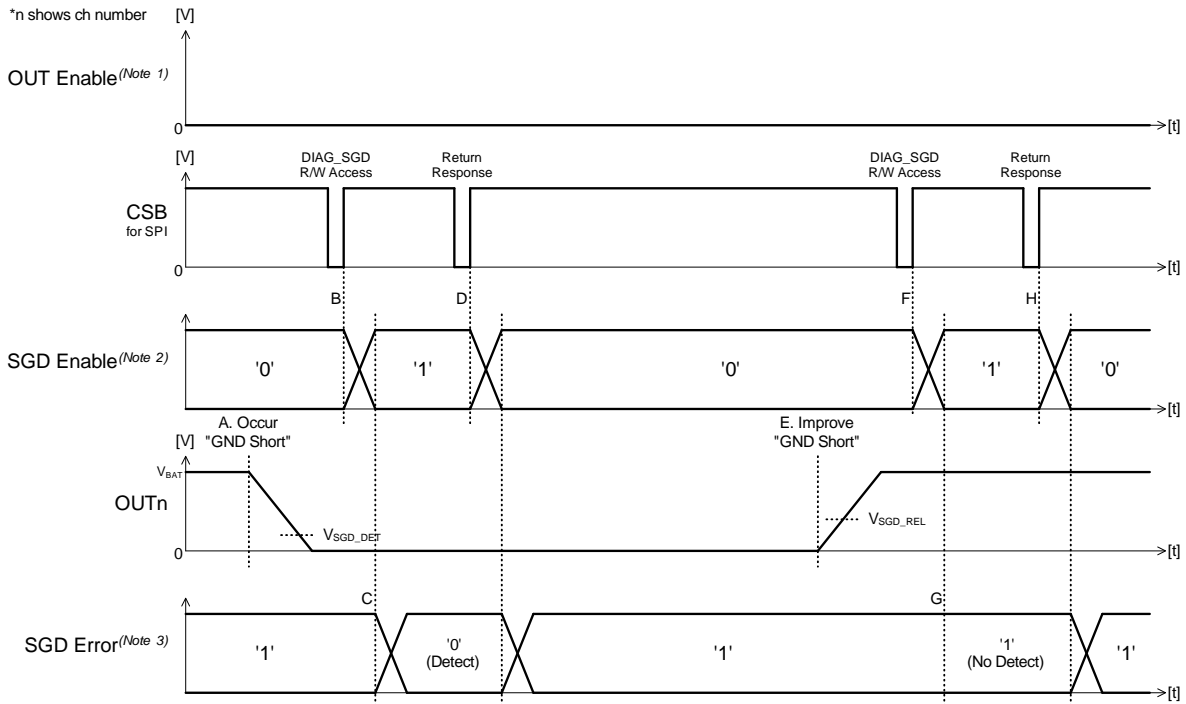 *n shows ch number
[V]
OUT Enable(Note 1)
0
[t]
[V]
DIAG_SGD
R/W Access
Return
Response
DIAG_SGD
R/W Access
Return
Response
CSB
for SPI
0
[t]
B
D
F
H
SGD Enable(Note 2)
'0'
'1'
'0'
'1'
'0'
[t]
A. Occur
"GND Short"
E. Improve
"GND Short"
[V]
VBAT
OUTn
VSGD_DET
VSGD_REL
0
[t]
C
G
SGD Error(Note 3)
'1'
'0'
(Detect)
'1'
'1'
(No Detect)
'1'
[t]